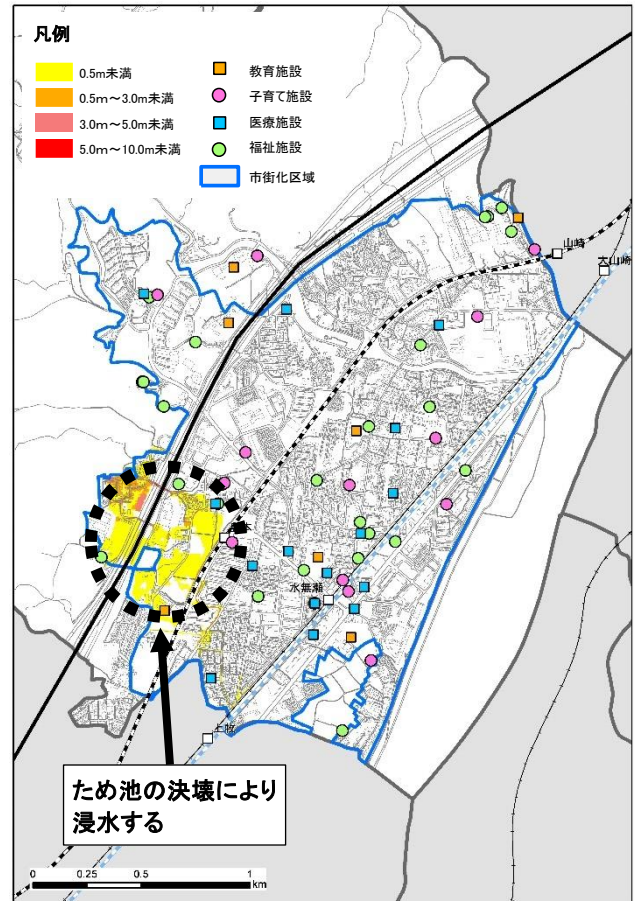 凡例
0.5m未満
0.5m～3.0m未満
3.0m～5.0m未満
5.0m～10.0m未満
教育施設
子育て施設
医療施設
福祉施設
市街化区域
山崎
大山崎
水無瀬
上牧
ため池の決壊により
浸水する
0 0.25 0.5 1
km